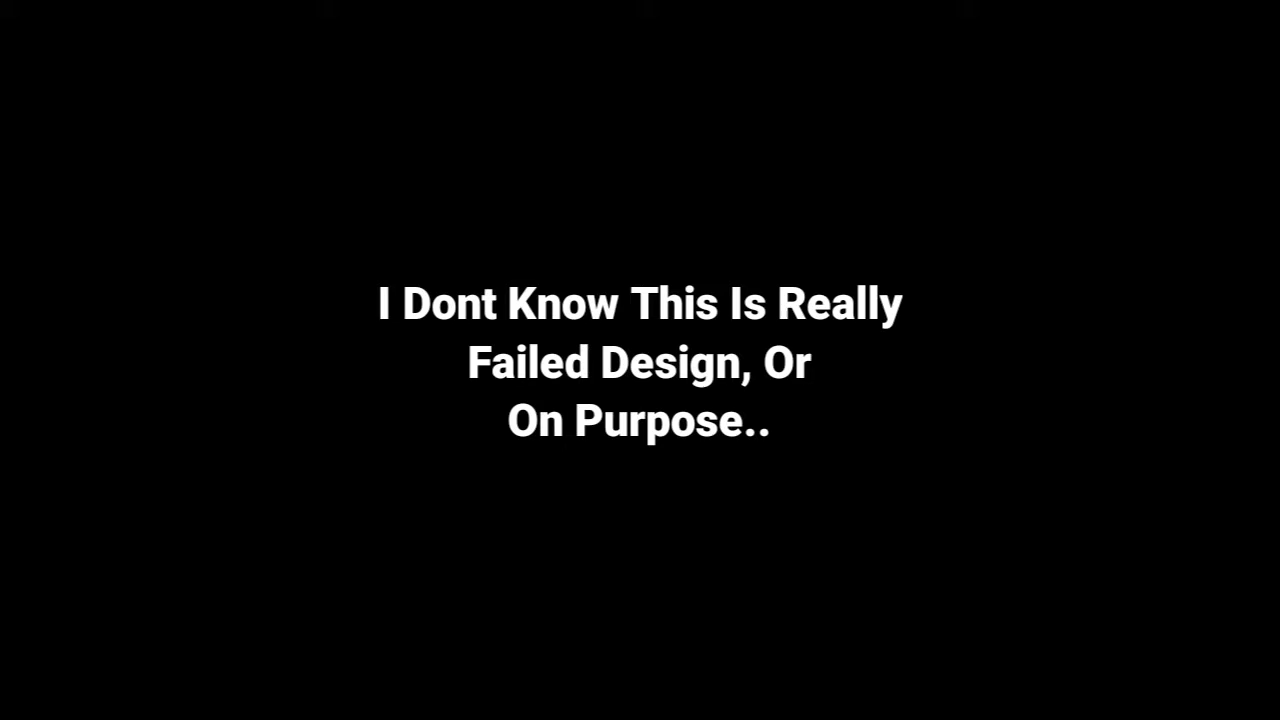 I Dont Know This Is Really
Failed Design, Or
On Purpose..